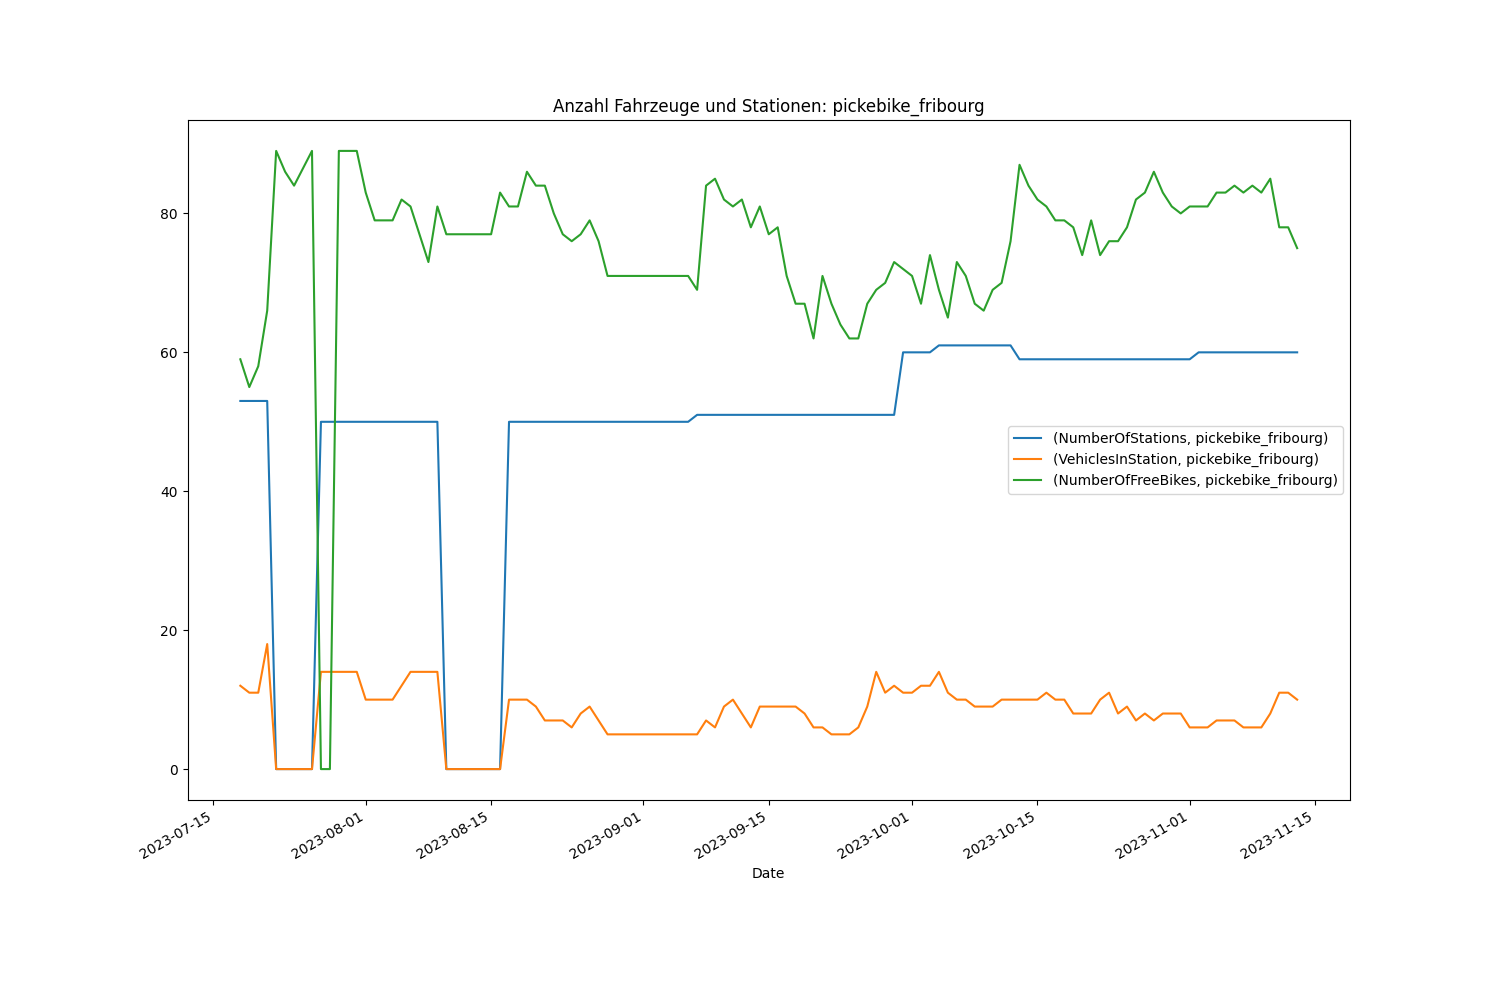 Anzahl Fahrzeuge und Stationen: pickebike_fribourg
80
60
40
20
0
(NumberOfStations, pickebike_fribourg)
(VehiclesInStation, pickebike_fribourg)
(NumberOfFreeBikes, pickebike_fribourg)
2023-07-15
2023-08-01
2023-08-15
2023-09-01
2023-09-15
2023-10-01
2023-10-15
2023-11-01
2023-11-15
Date